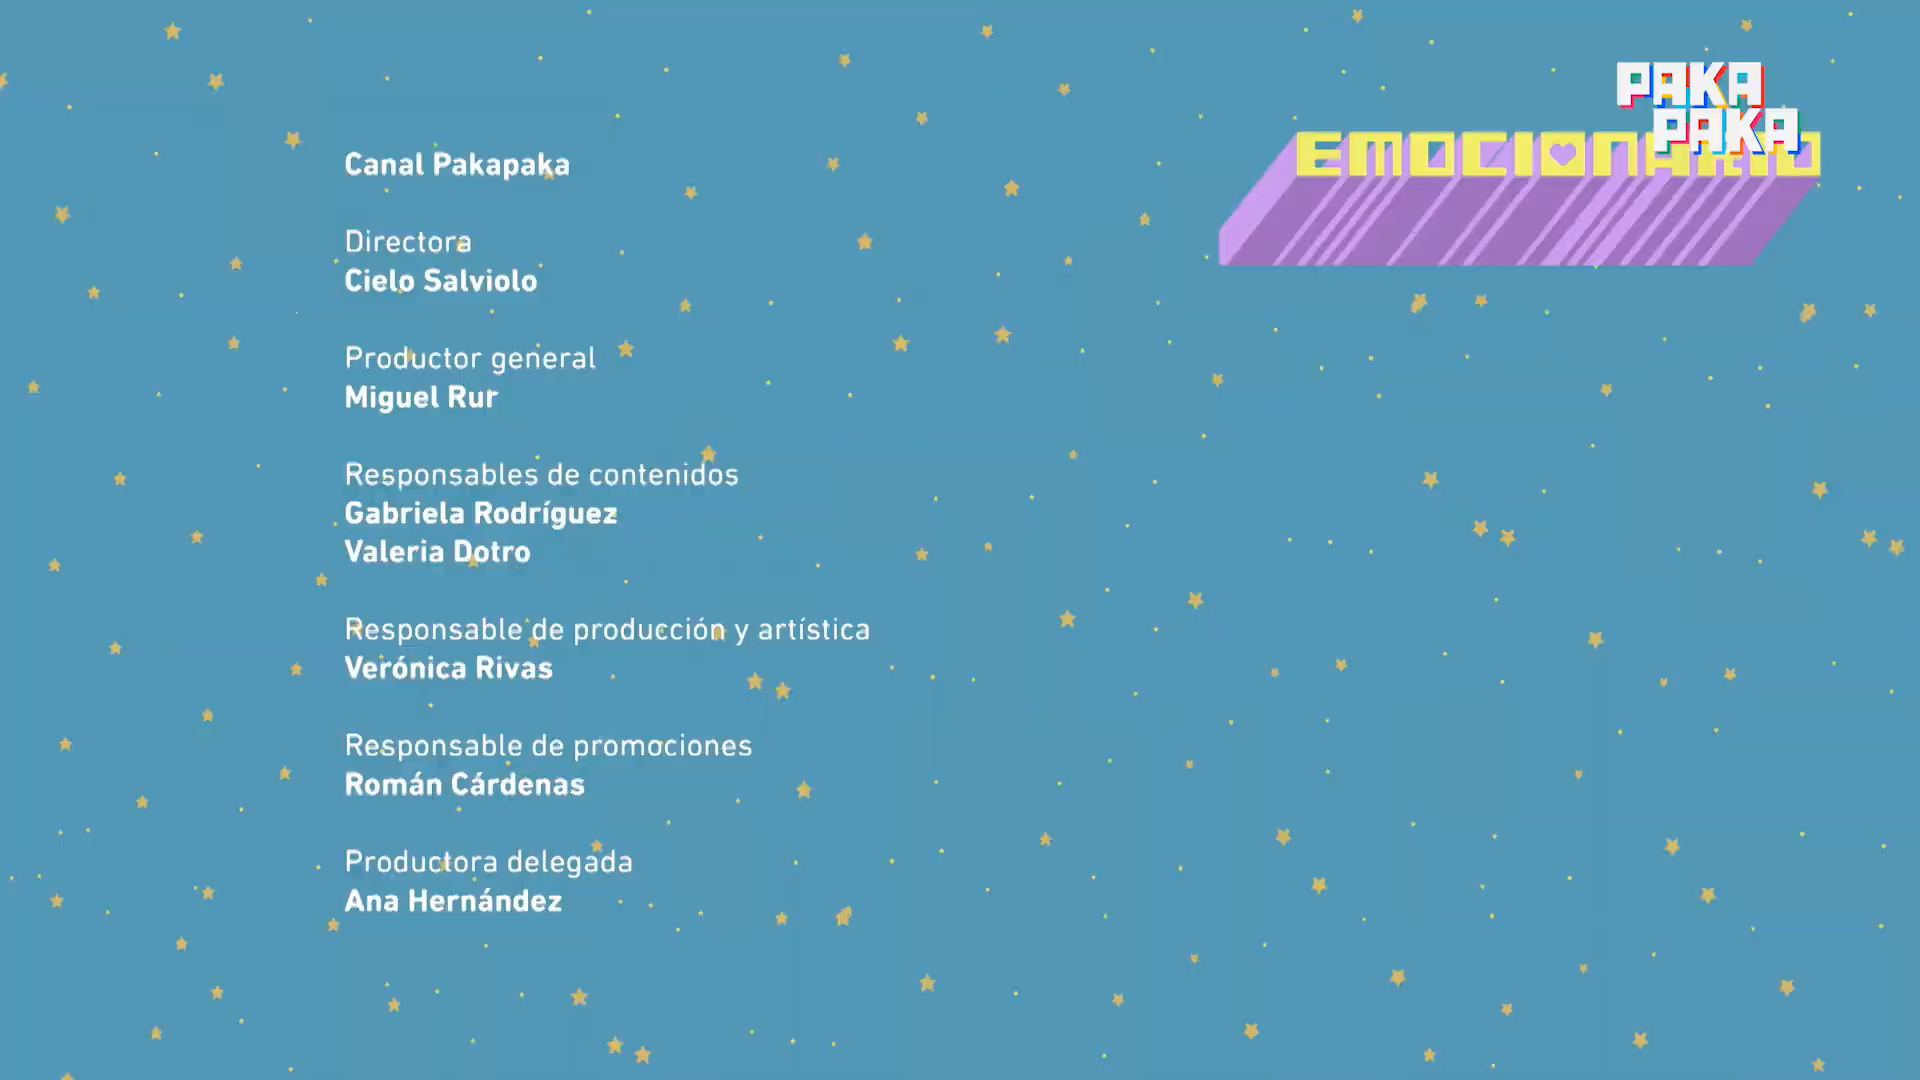 PAKA
PAKA
EMOCIONARIO
Canal Pakapaka
Directora
Cielo Salviolo
Productor general
Miguel Rur
Responsables de contenidos
Gabriela Rodríguez
Valeria Dotro
Responsable de producción y artística
Verónica Rivas
Responsable de promociones
Román Cárdenas
Productora delegada
Ana Hernández